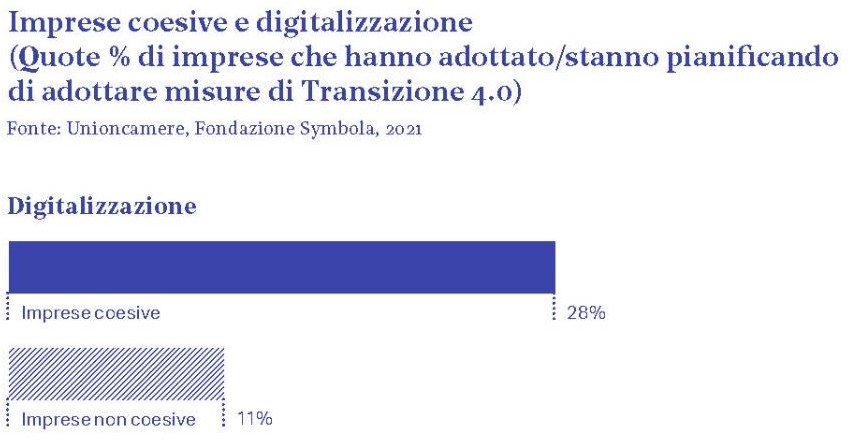 Imprese coesive e digitalizzazione
(Quote % di imprese che hanno adottato/stanno pianificando
di adottare misure di Transizione 4.0)
Fonte: Unioncamere, Fondazione Symbola, 2021
Digitalizzazione
Imprese coesive 28%
Imprese non coesive 11%